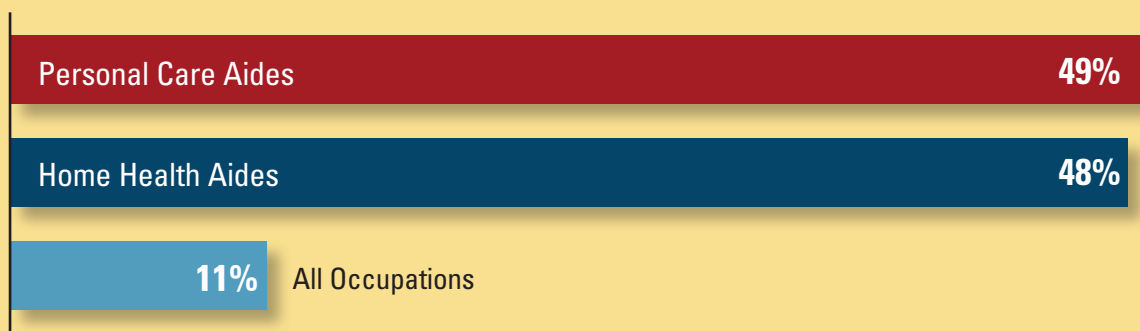 Personal Care Aides 49%
Home Health Aides 48%
11% All Occupations